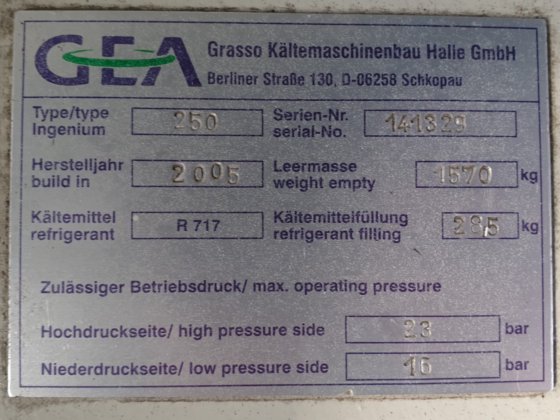 GEA Grasso Kältemaschinenbau Halle GmbH
Berliner Straße 130, D-06258 Schkopau
Type/type Ingenium 250
Serien-Nr. serial-No. 141329
Herstelljahr build in 2005
Leermasse weight empty 1570 kg
Kältemittel refrigerant R 717
Kältemittelfüllung refrigerant filling 28,5 kg
Zulässiger Betriebsdruck/ max. operating pressure
Hochdruckseite/ high pressure side 23 bar
Niederdruckseite/ low pressure side 16 bar